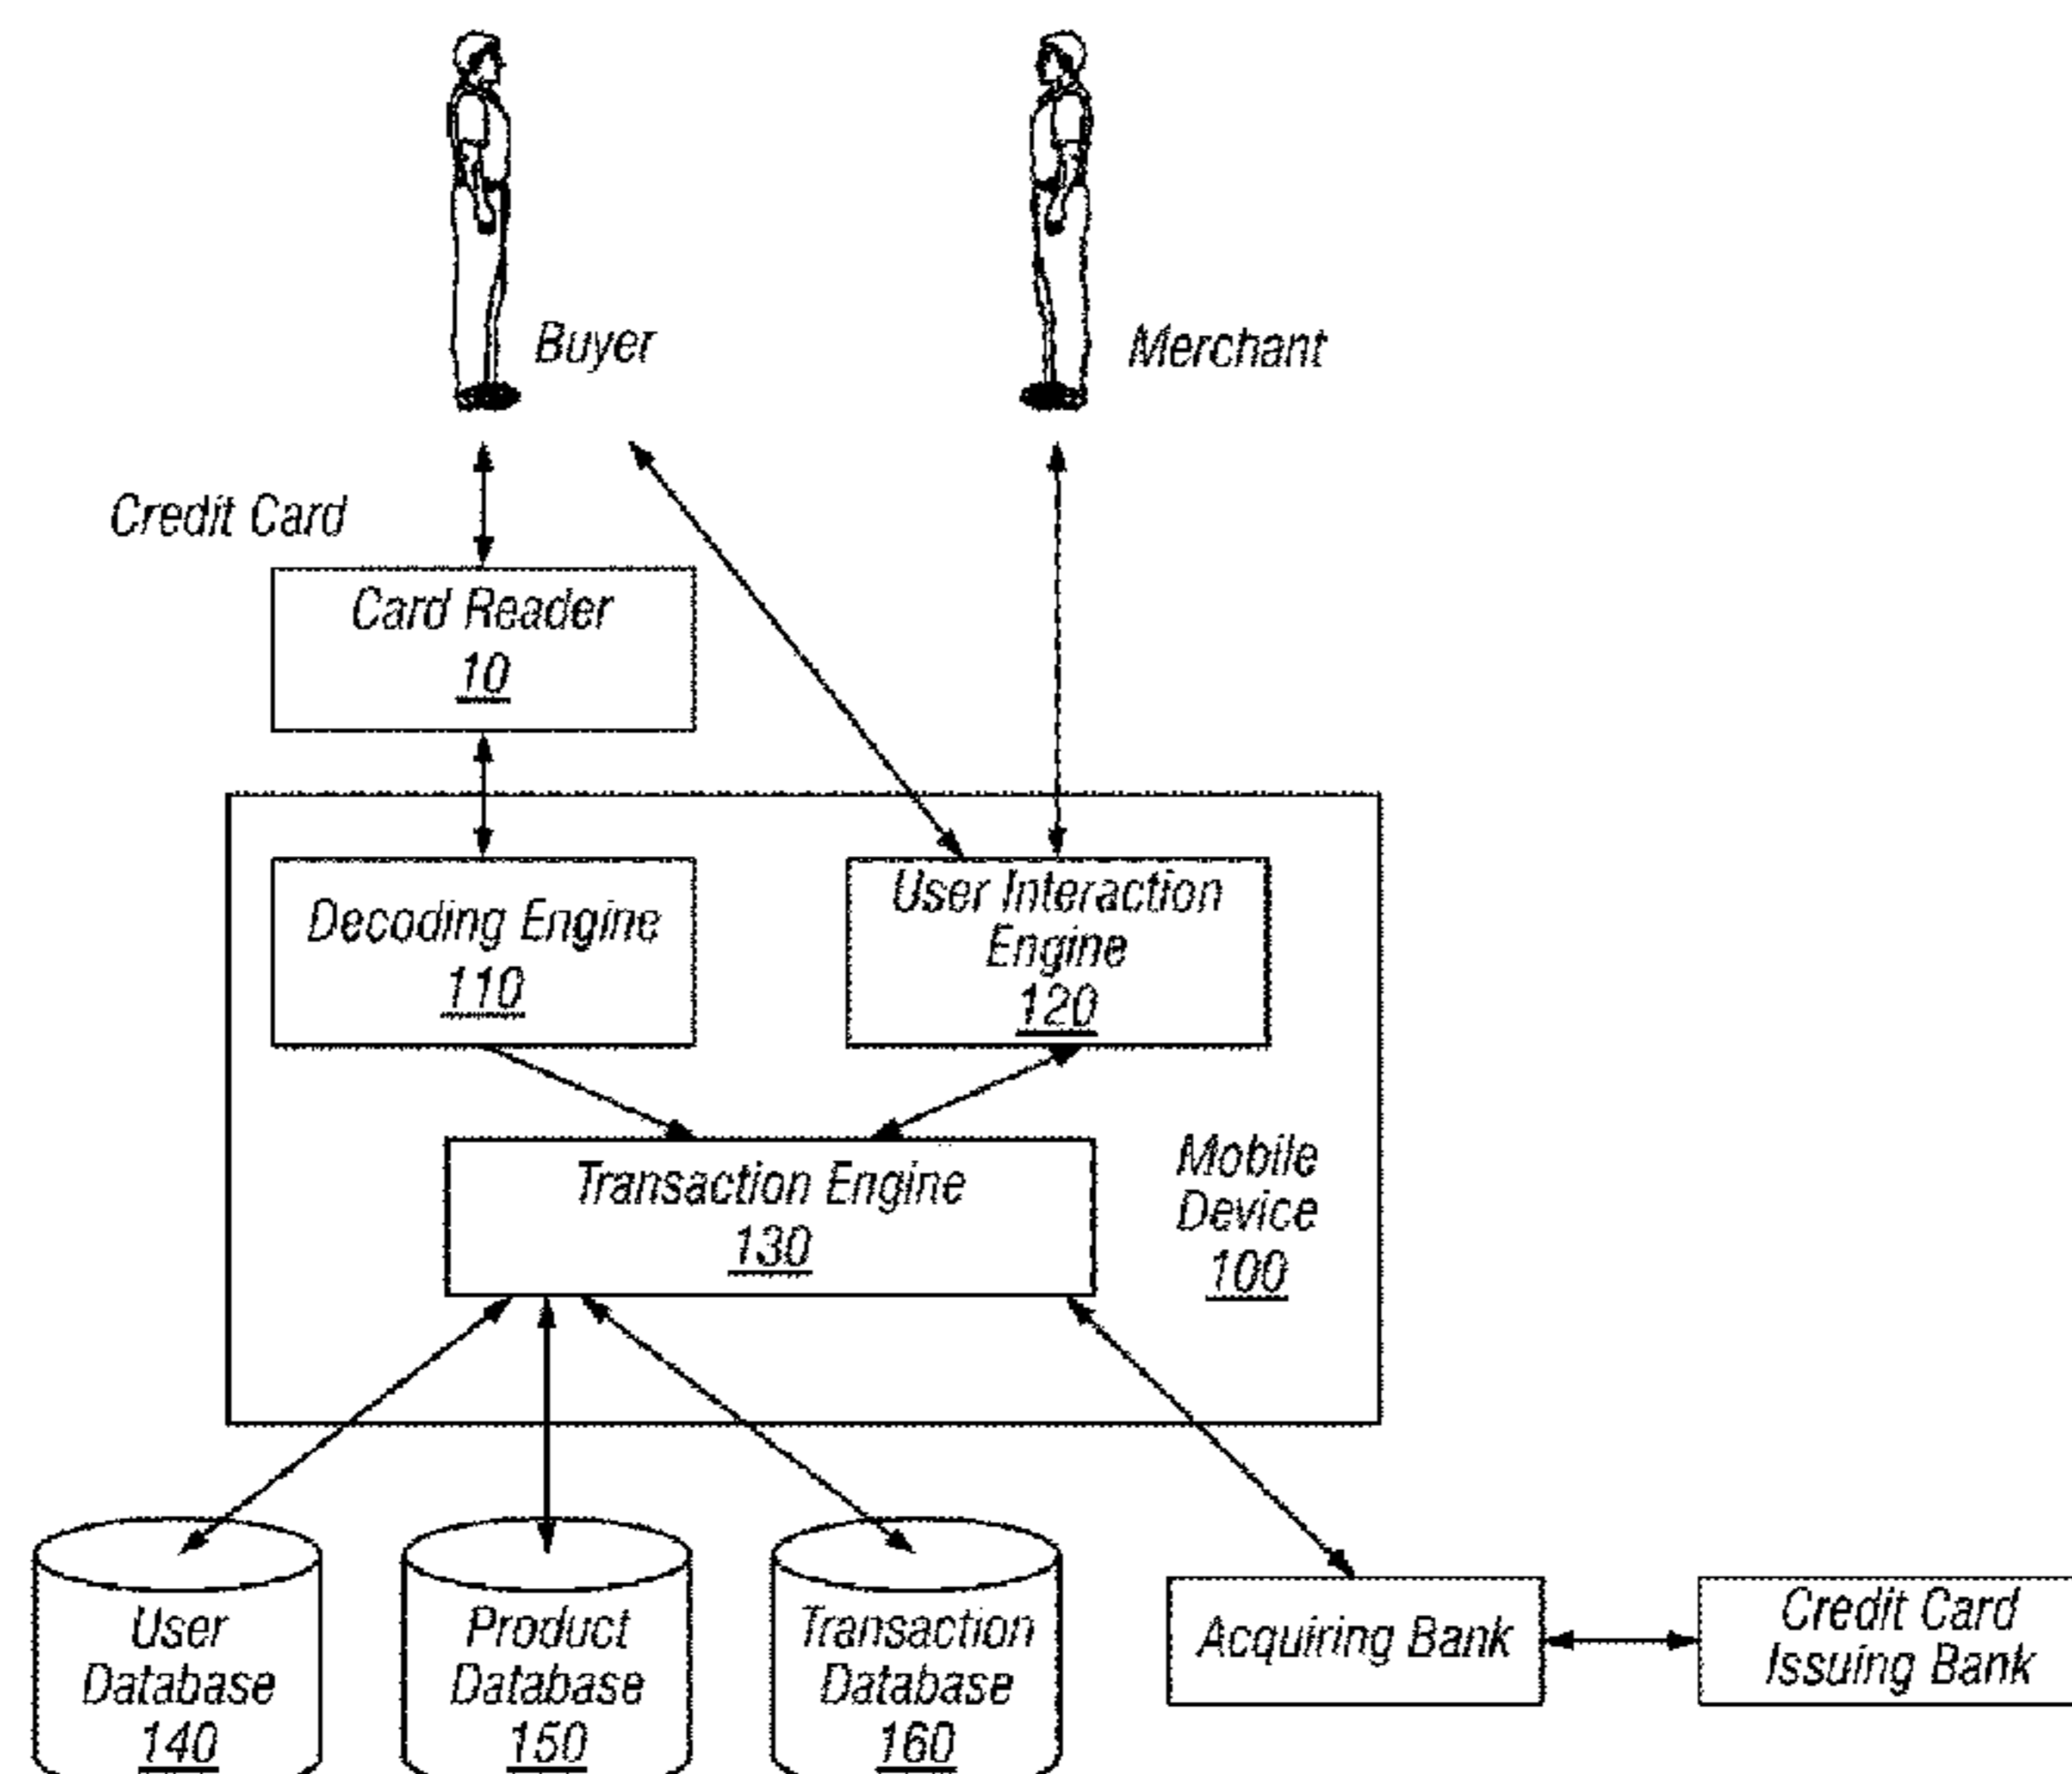 Buyer
Merchant
Credit Card
Card Reader
10
Decoding Engine
110
User Interaction
Engine
120
Transaction Engine
130
Mobile
Device
100
User
Database
140
Product
Database
150
Transaction
Database
160
Acquiring Bank
Credit Card
Issuing Bank